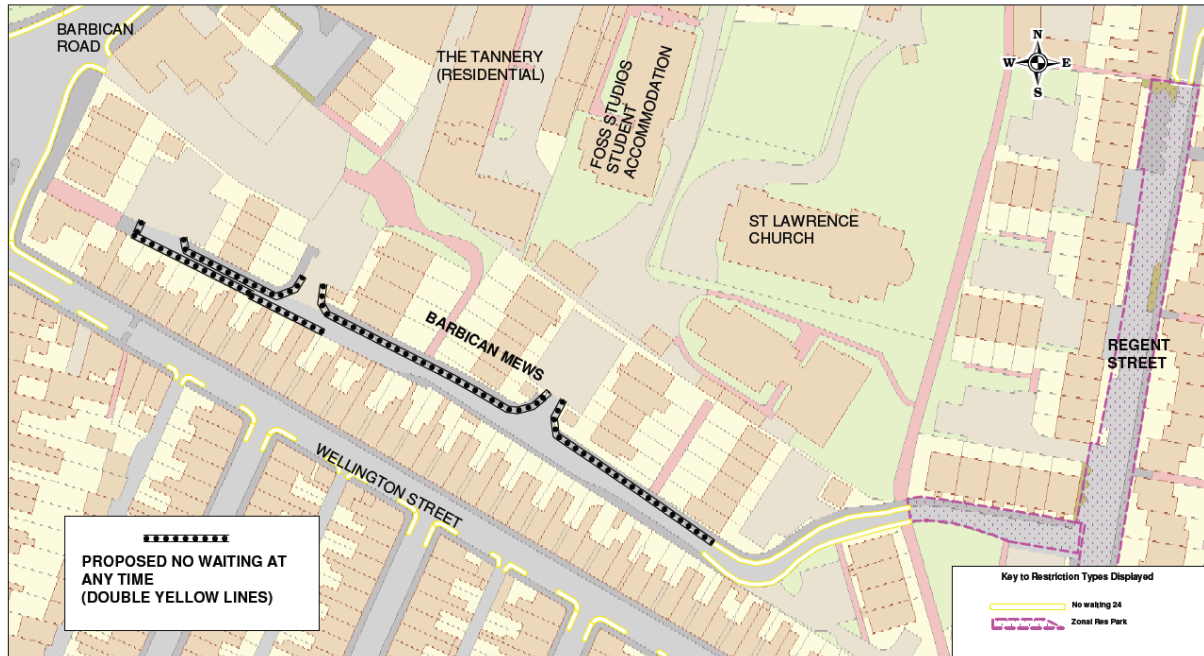 BARBICAN
ROAD
THE TANNERY
(RESIDENTIAL)
FOSS STUDIOS
STUDENT
ACCOMMODATION
N
W
E
S
ST LAWRENCE
CHURCH
REGENT
STREET
BARBICAN MEWS
WELLINGTON STREET
PROPOSED NO WAITING AT
ANY TIME
(DOUBLE YELLOW LINES)
Key to Restriction Types Displayed
No waiting 24
Zonal Res Park